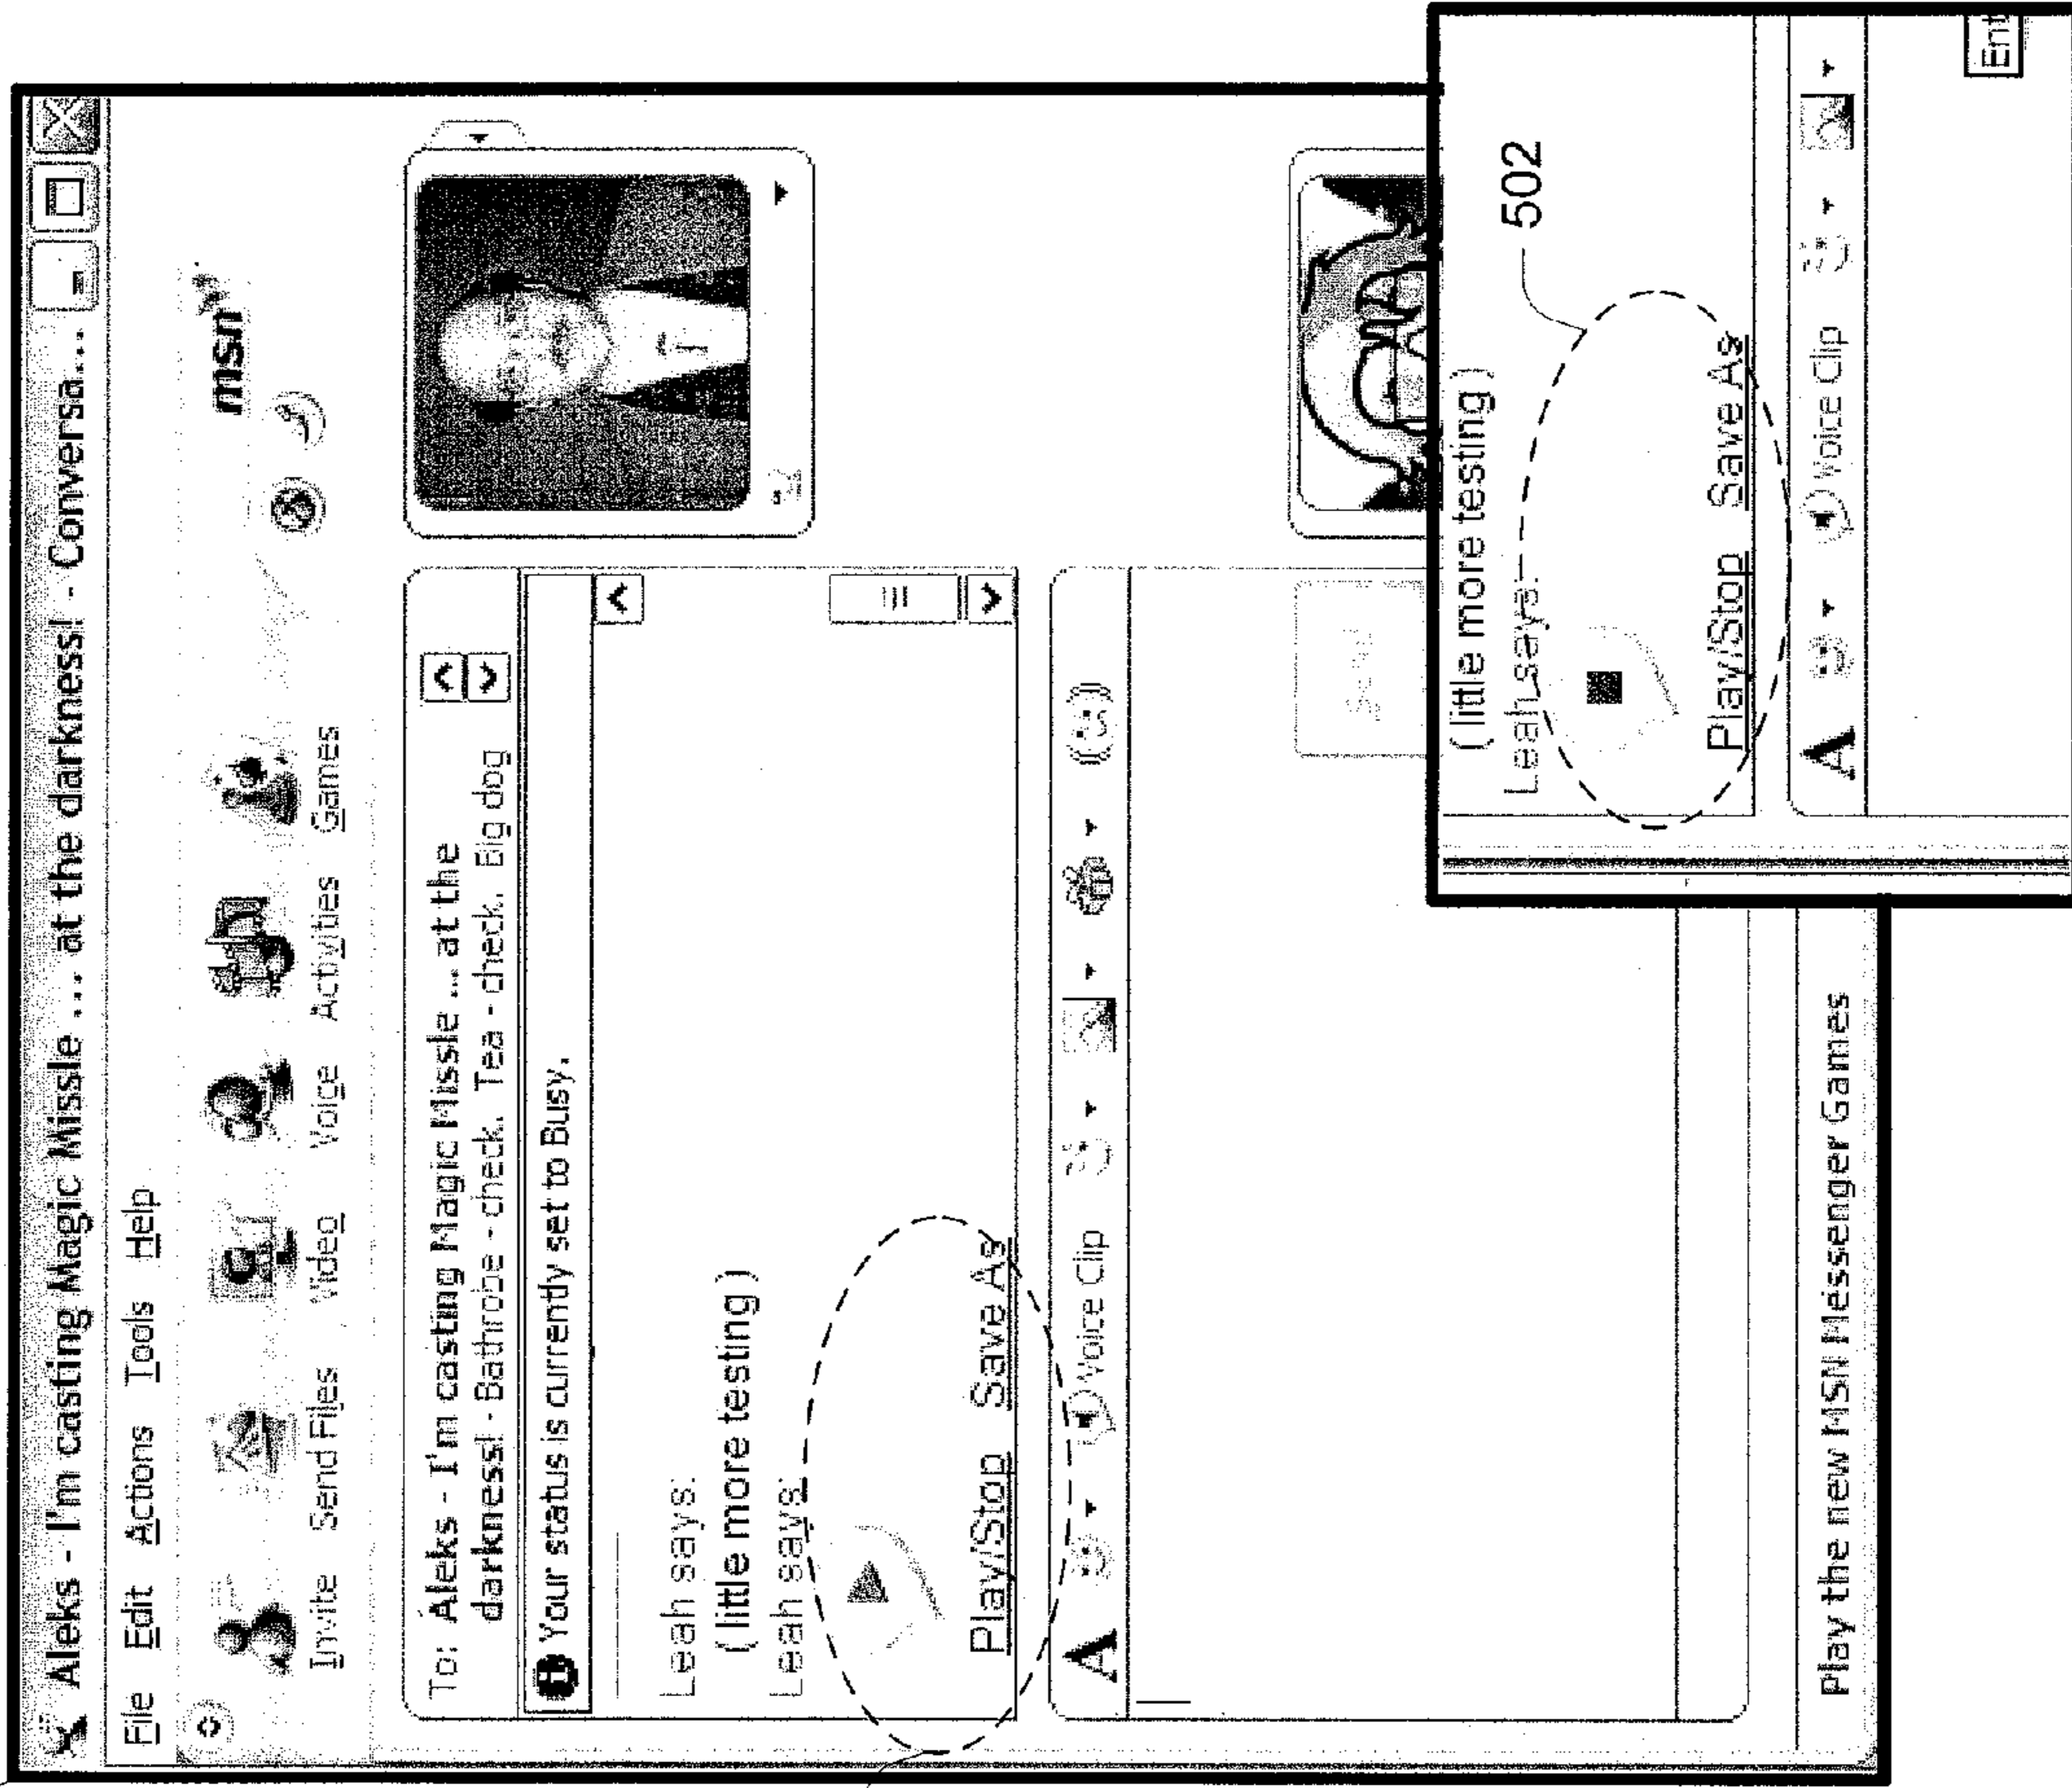 Aleks - I'm casting Magic Missle ... at the darkness! - Conversa...
File Edit Actions Tools Help
msn
Invite Send Files Video Voice Activities Games
To: Aleks - I'm casting Magic Missle ... at the
darkness! - Bathrobe - check. Tea - check. Big dog
Your status is currently set to Busy.
Leah says:
( little more testing )
Leah says:
Play/Stop Save As
A Voice Clip
Send
Play the new MSN Messenger Games
( little more testing )
Leah says:
502
Play/Stop Save As
A Voice Clip
Ent